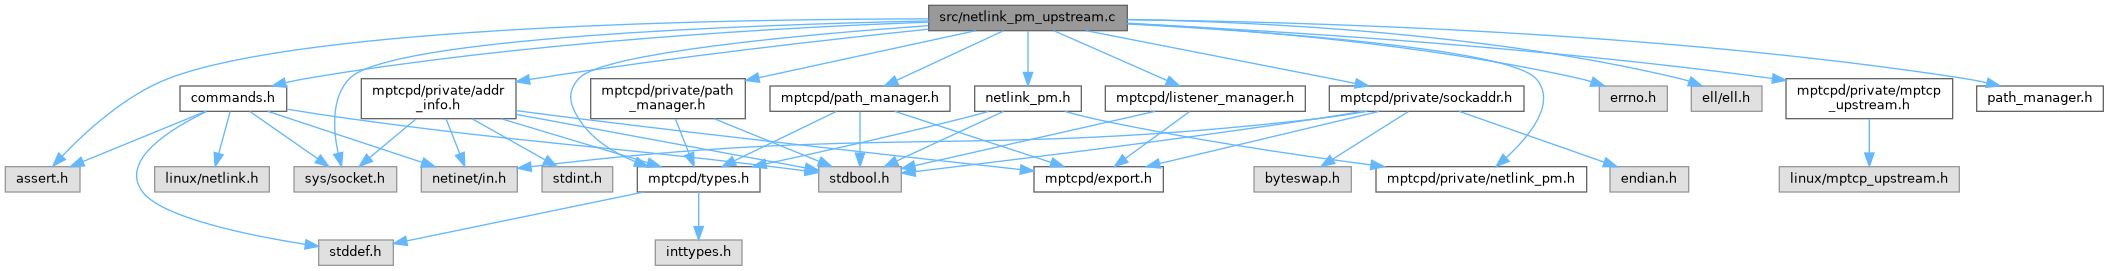 src/netlink_pm_upstream.c
commands.h
mptcpd/private/addr
_info.h
mptcpd/private/path
_manager.h
mptcpd/path_manager.h
netlink_pm.h
mptcpd/listener_manager.h
mptcpd/private/sockaddr.h
errno.h
ell/ell.h
mptcpd/private/mptcp
_upstream.h
path_manager.h
assert.h
linux/netlink.h
sys/socket.h
netinet/in.h
stdint.h
mptcpd/types.h
stdbool.h
mptcpd/export.h
byteswap.h
mptcpd/private/netlink_pm.h
endian.h
linux/mptcp_upstream.h
stddef.h
inttypes.h